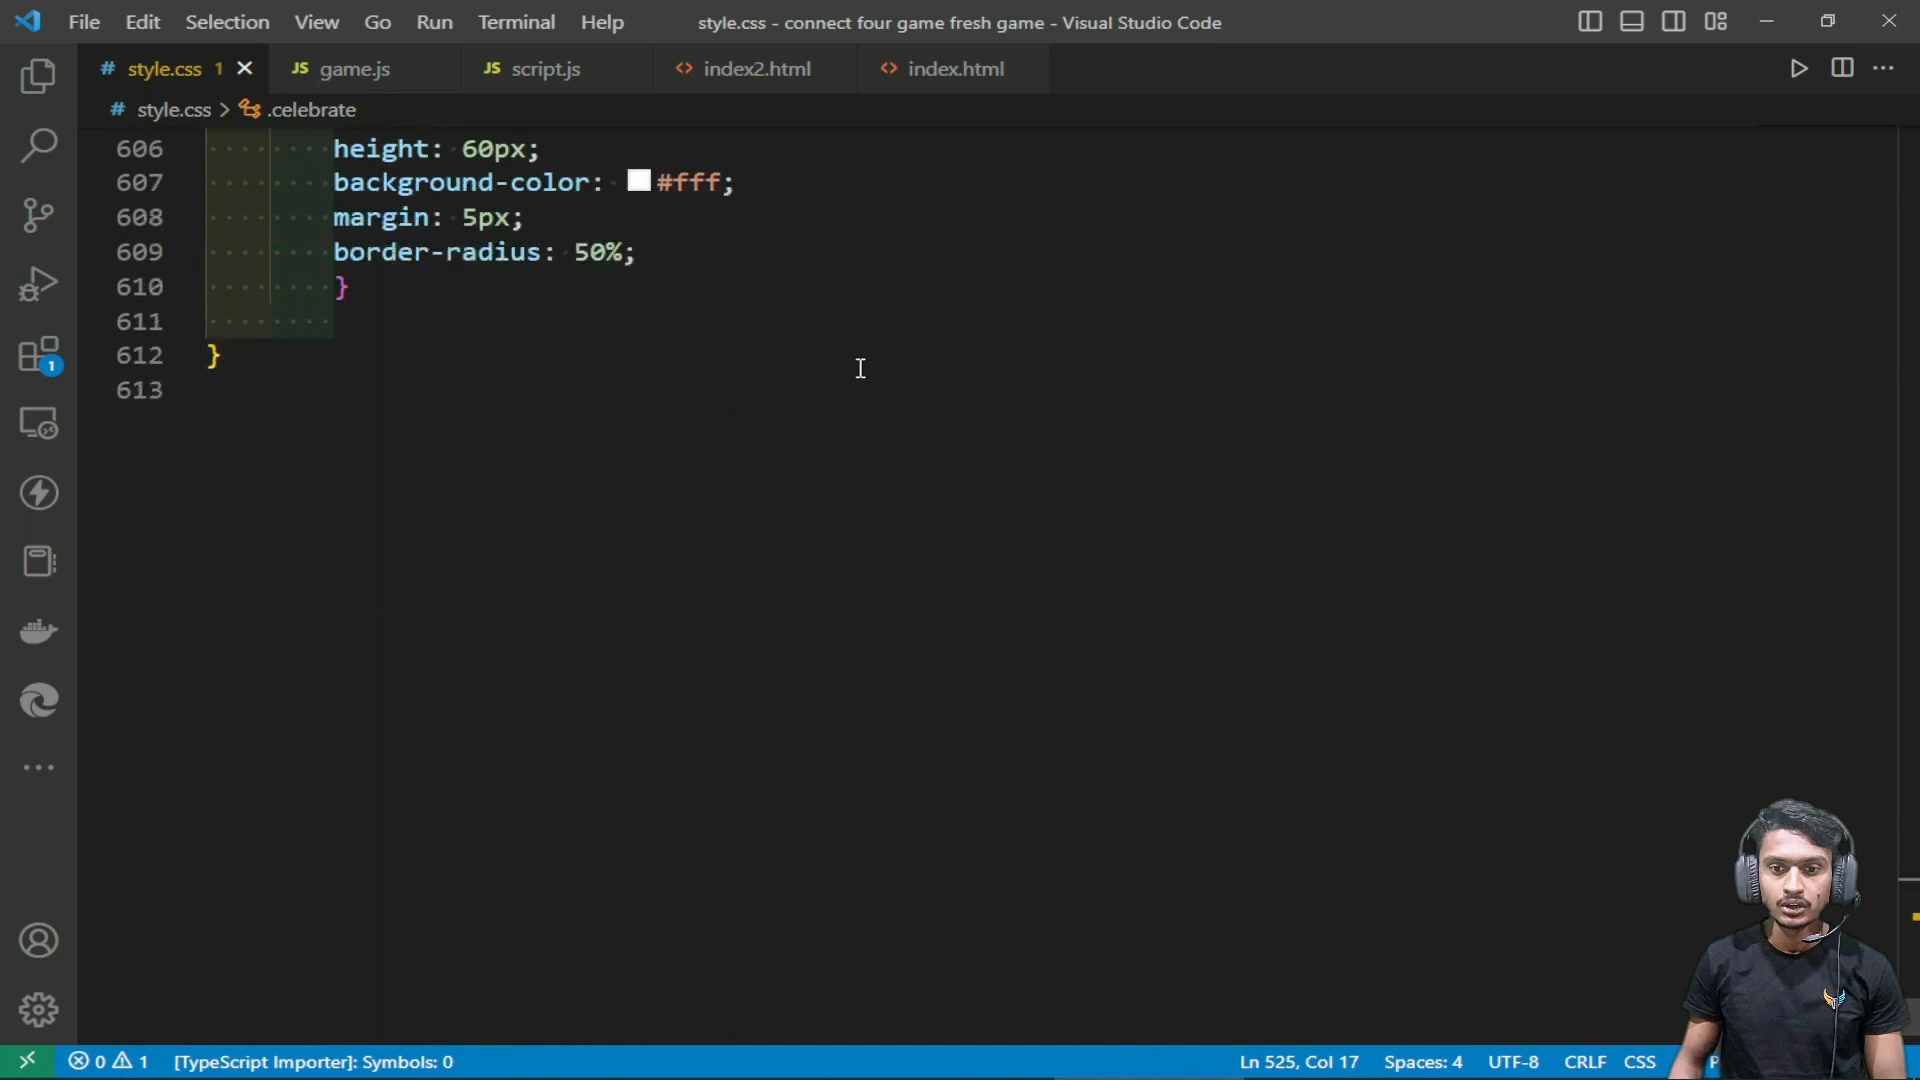 File Edit Selection View Go Run Terminal Help style.css - connect four game fresh game - Visual Studio Code
# style.css 1 JS game.js JS script.js <> index2.html <> index.html
# style.css > .celebrate
606 height: 60px;
607 background-color: #fff;
608 margin: 5px;
609 border-radius: 50%;
610 }
611
612 }
613
1
0 1 [TypeScript Importer]: Symbols: 0 Ln 525, Col 17 Spaces: 4 UTF-8 CRLF CSS